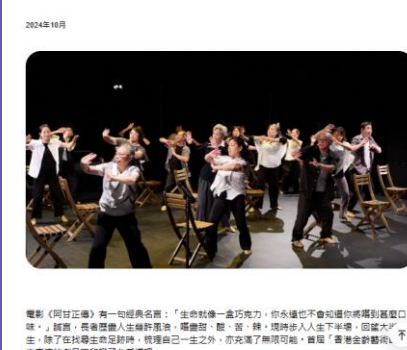 2024年10月
電影《阿甘正傳》有一句經典名言：「生命就像一盒巧克力，你永遠也不會知道你將嚐到甚麼口
味。」誠言，長者歷盡人生幾許風浪，嚐盡甜、酸、苦、辣。現時步入人生下半場，回望大半
生，除了在找尋生命足跡時，梳理自己一生之外，亦充滿了無限可能。首屆「香港金齡藝術